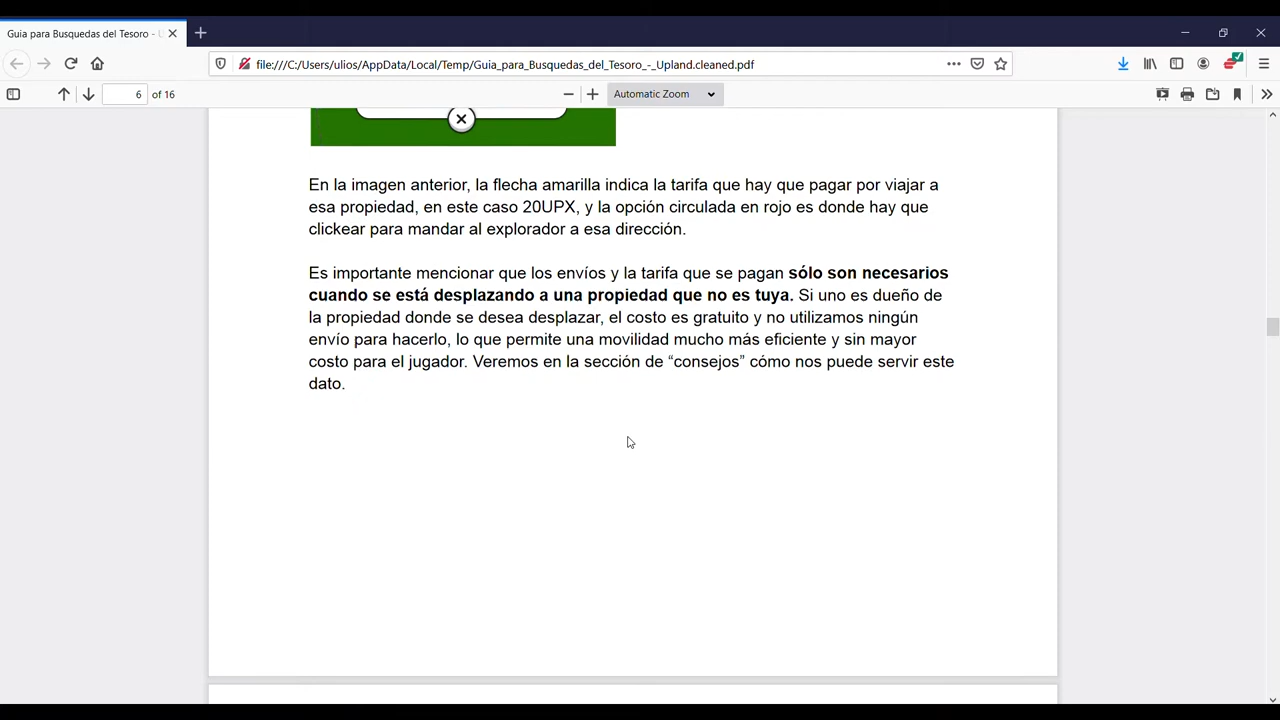 Guia para Busquedas del Tesoro - U
file:///C:/Users/ulios/AppData/Local/Temp/Guia_para_Busquedas_del_Tesoro_-_Upland.cleaned.pdf
6 of 16
Automatic Zoom
En la imagen anterior, la flecha amarilla indica la tarifa que hay que pagar por viajar a
esa propiedad, en este caso 20UPX, y la opción circulada en rojo es donde hay que
clickear para mandar al explorador a esa dirección.
Es importante mencionar que los envíos y la tarifa que se pagan sólo son necesarios
cuando se está desplazando a una propiedad que no es tuya. Si uno es dueño de
la propiedad donde se desea desplazar, el costo es gratuito y no utilizamos ningún
envío para hacerlo, lo que permite una movilidad mucho más eficiente y sin mayor
costo para el jugador. Veremos en la sección de “consejos” cómo nos puede servir este
dato.